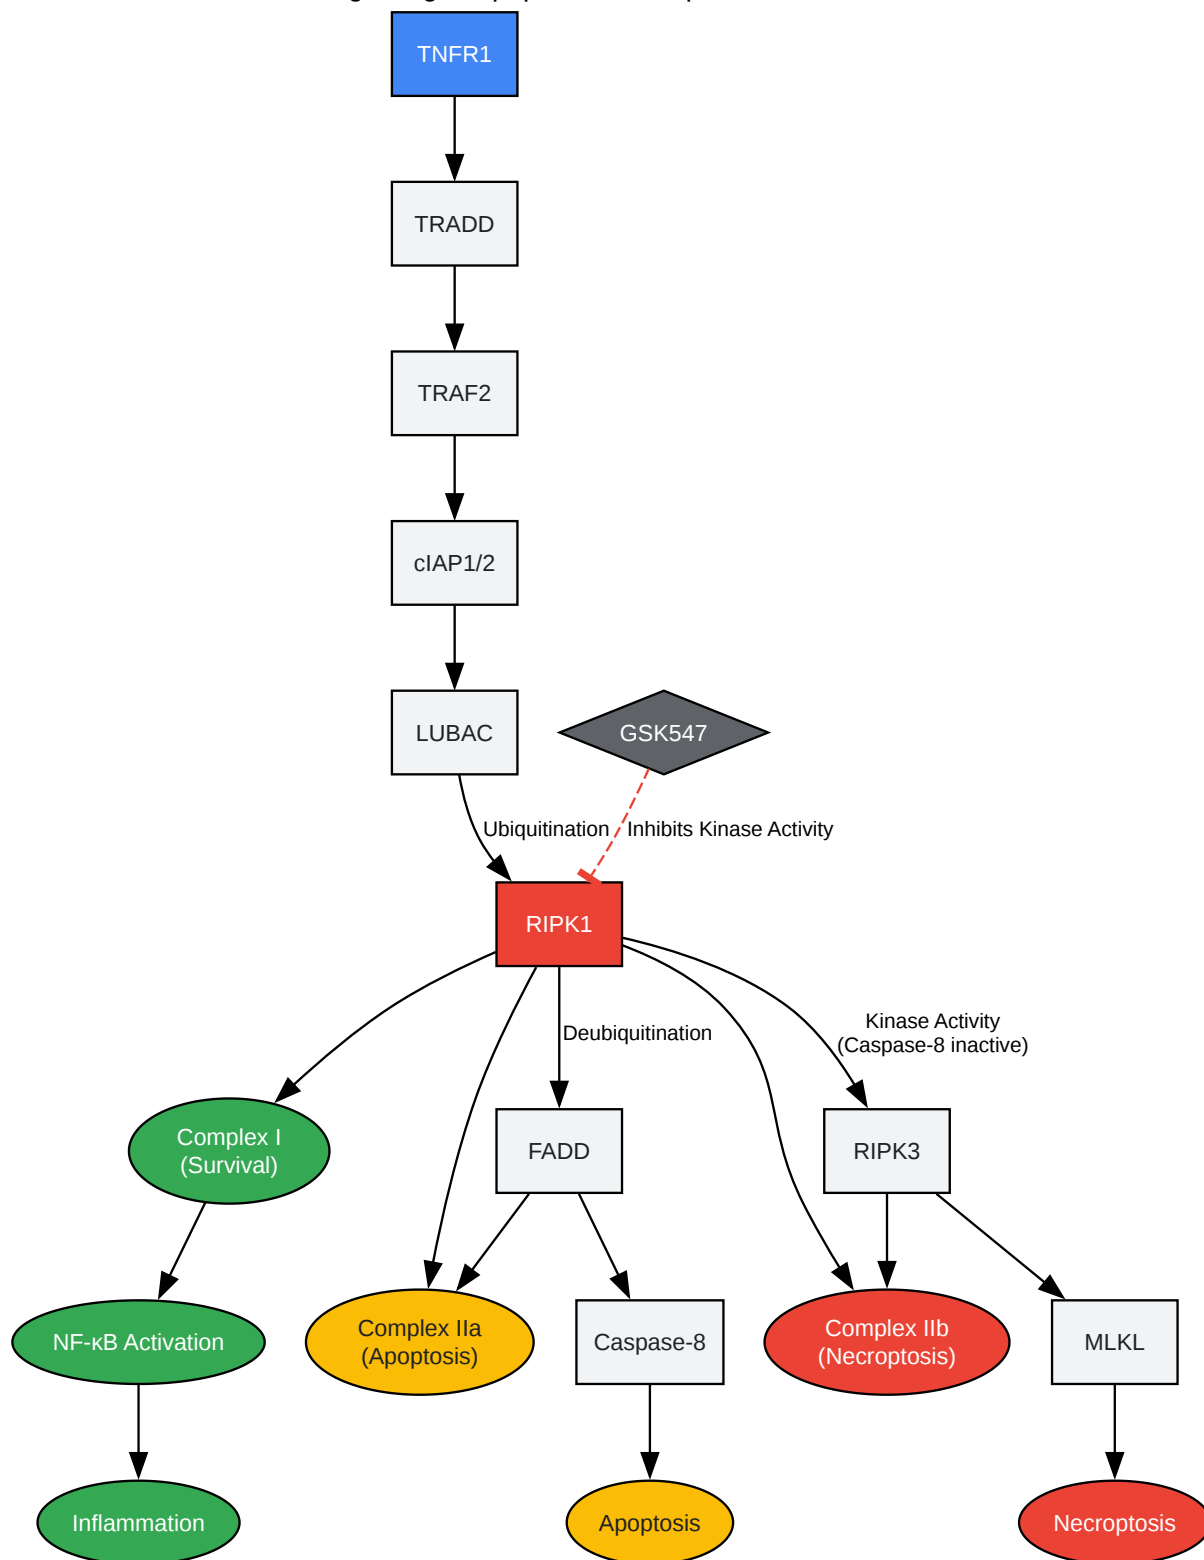 TNFR1
TRADD
TRAF2
cIAP1/2
LUBAC
GSK547
Ubiquitination
Inhibits Kinase Activity
RIPK1
Kinase Activity
(Caspase-8 inactive)
Deubiquitination
Complex I
(Survival)
FADD
RIPK3
NF-κB Activation
Complex IIa
(Apoptosis)
Caspase-8
Complex IIb
(Necroptosis)
MLKL
Inflammation
Apoptosis
Necroptosis